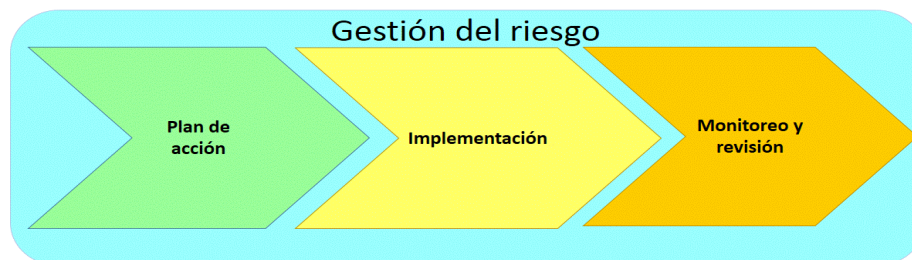 Gestión del riesgo
Plan de
acción
Implementación
Monitoreo y
revisión